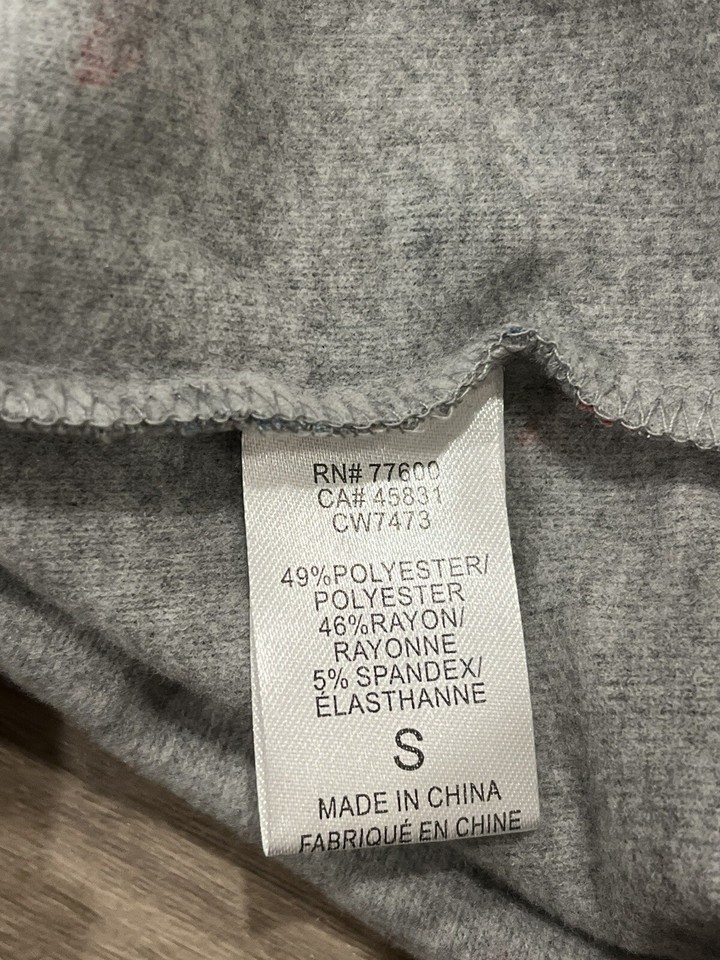 RN# 77600
CA# 45831
CW7473
49%POLYESTER/
POLYESTER
46%RAYON/
RAYONNE
5% SPANDEX/
ÉLASTHANNE
S
MADE IN CHINA
FABRIQUÉ EN CHINE